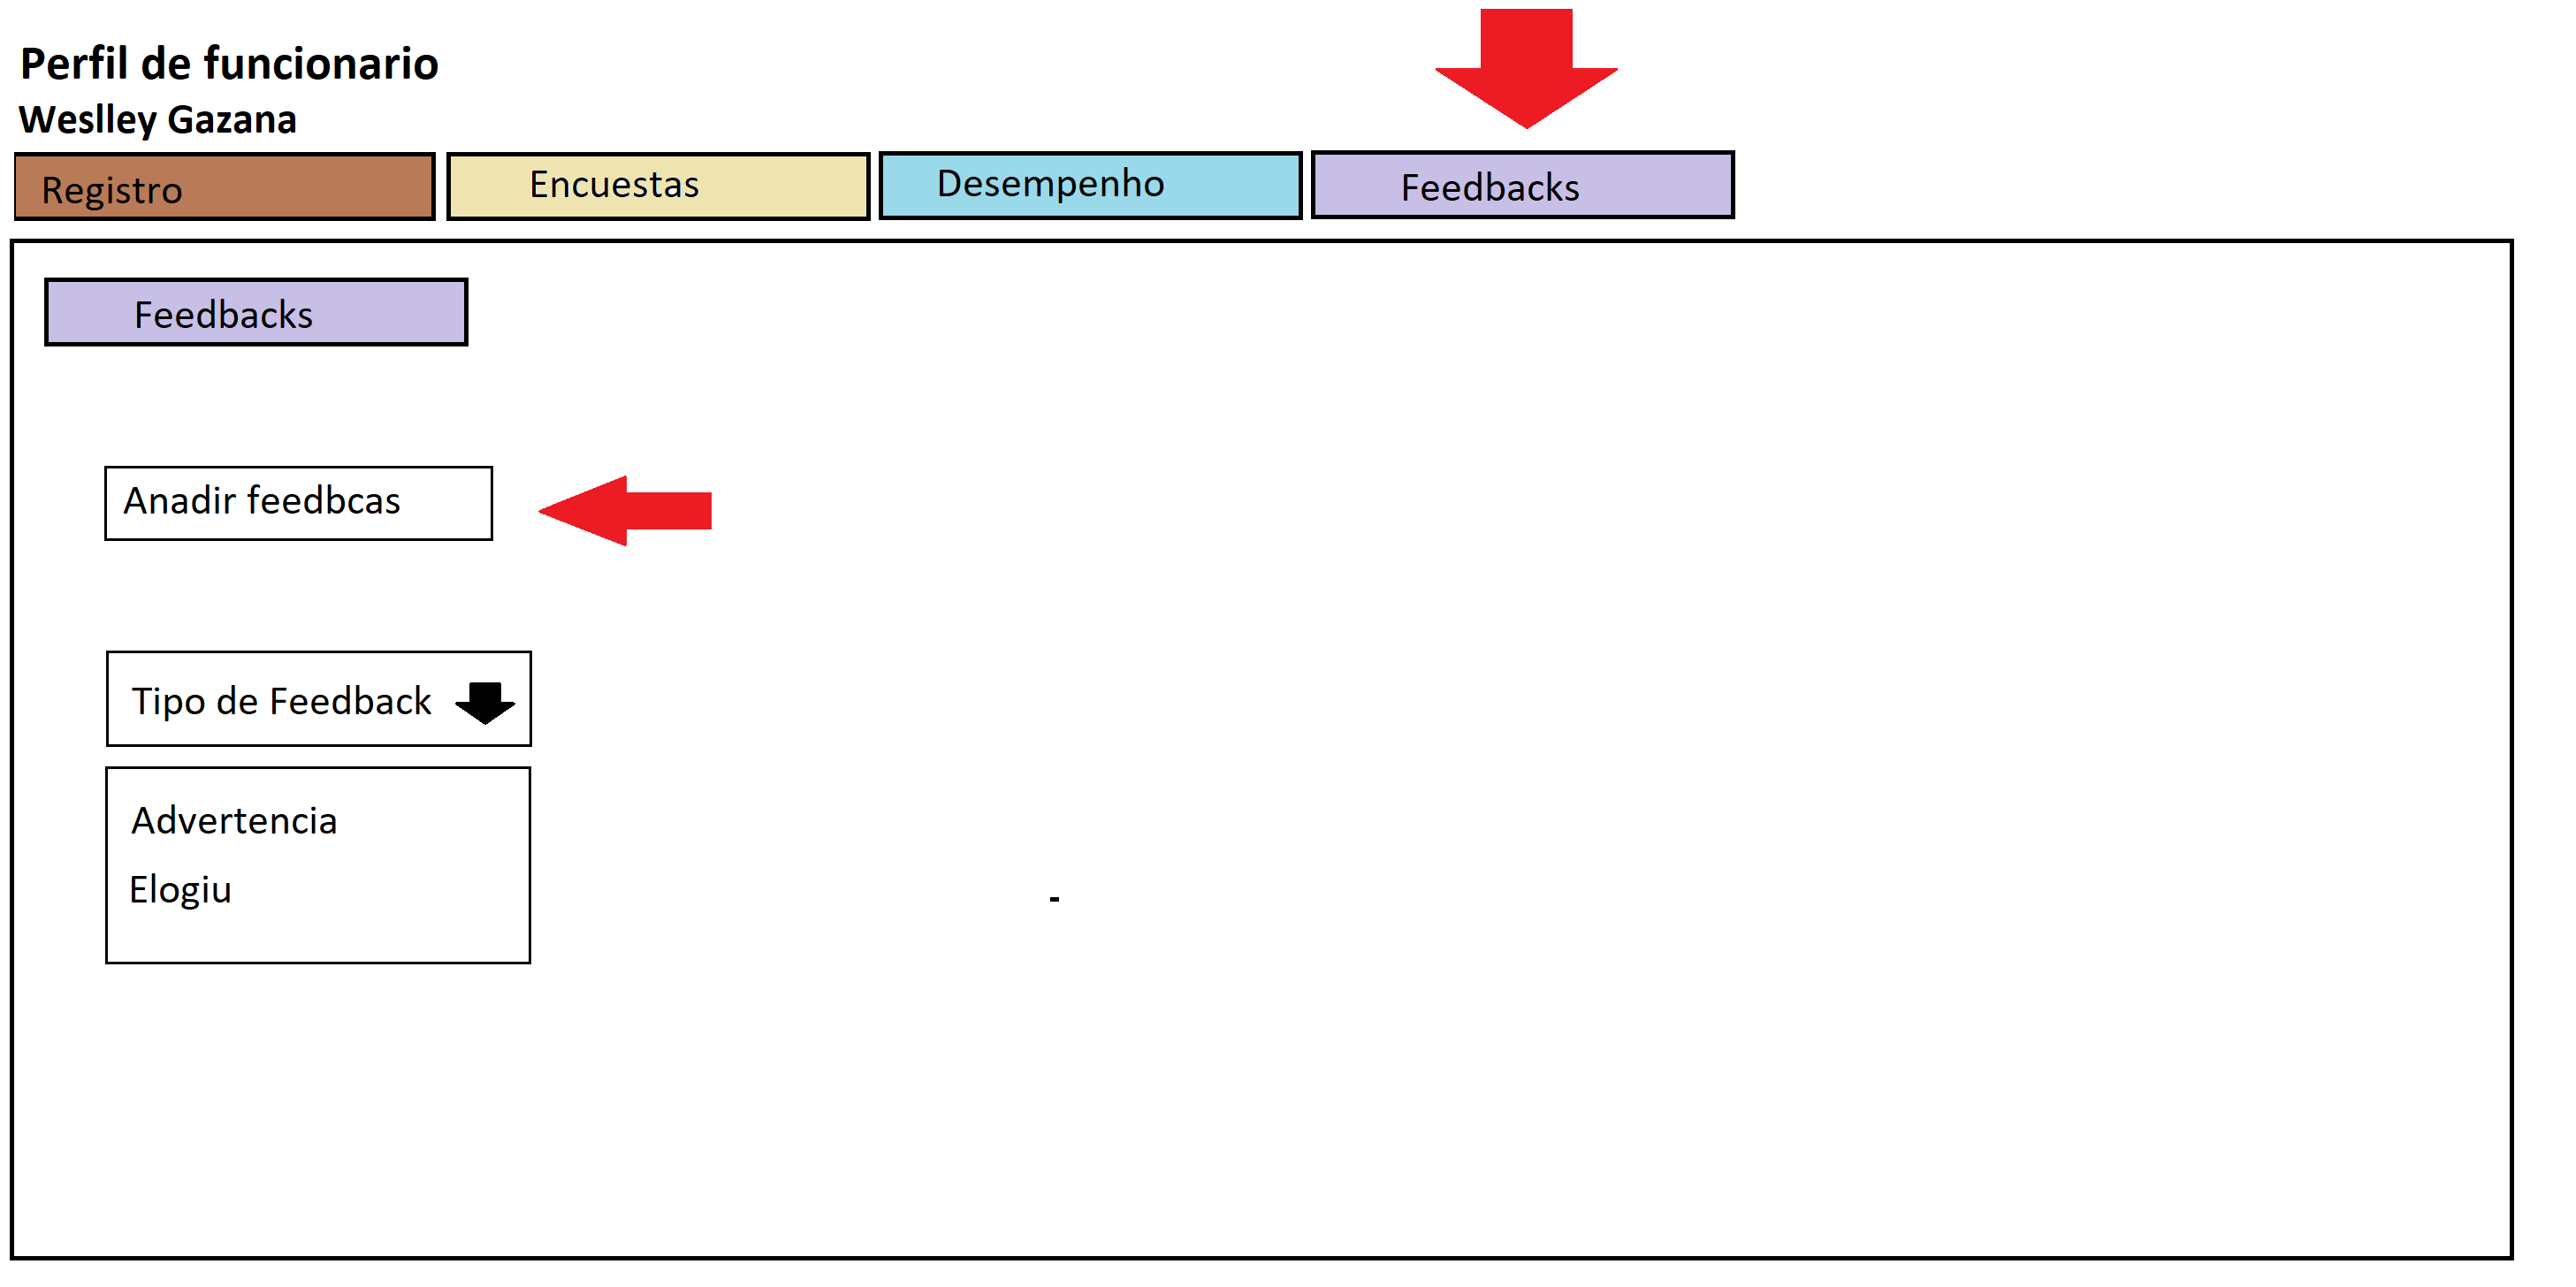 Perfil de funcionario
Weslley Gazana
Registro
Encuestas
Desempenho
Feedbacks
Feedbacks
Anadir feedbcas
Tipo de Feedback
Advertencia
Elogiu
-